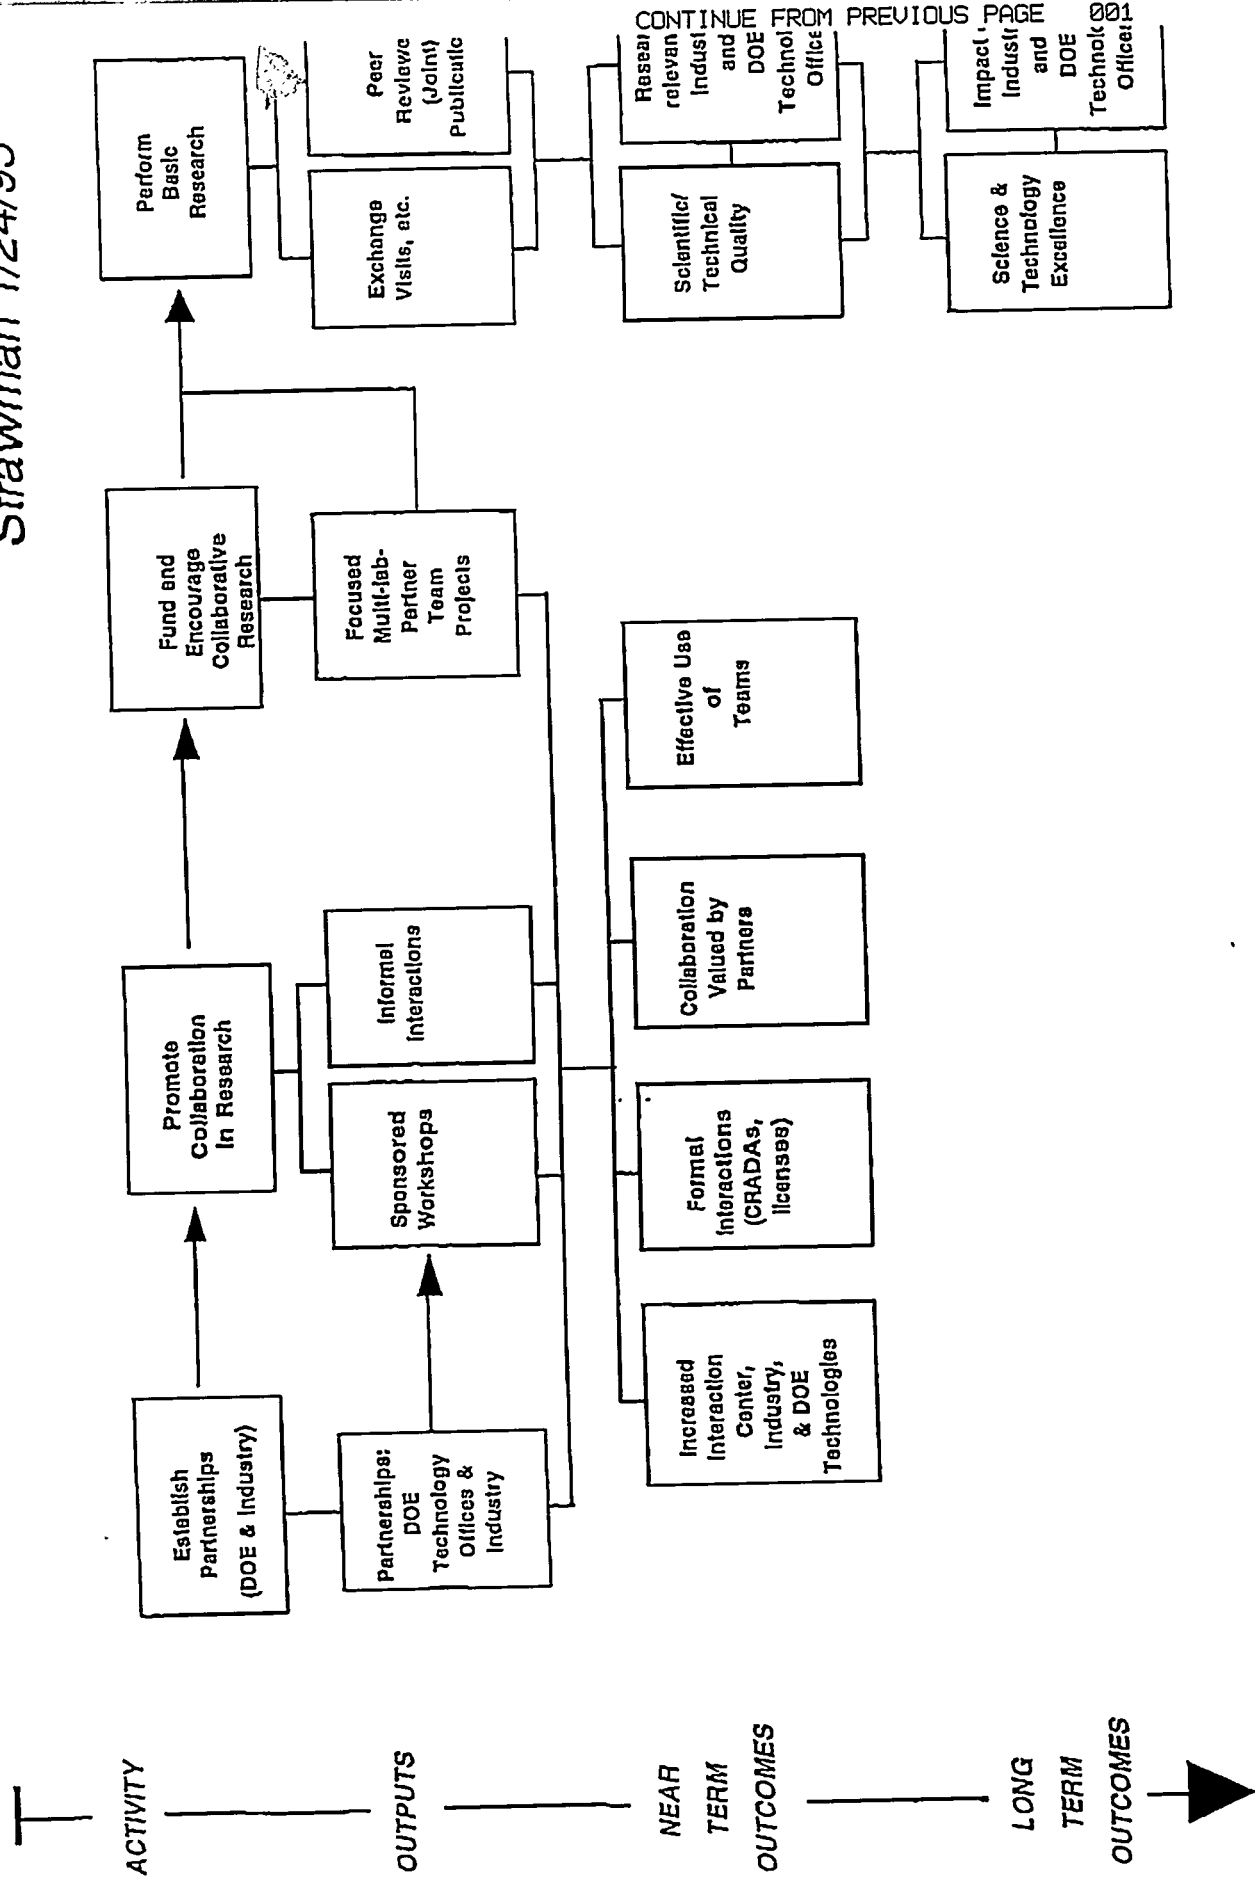 CONTINUE FROM PREVIOUS PAGE 001
Strawman 1/24/95
ACTIVITY
Establish
Partnerships
(DOE & Industry)
Promote
Collaboration
In Research
Fund and
Encourage
Collaborative
Research
Perform
Basic
Research
OUTPUTS
Partnerships:
DOE
Technology
Offices &
Industry
Sponsored
Workshops
Informal
Interactions
Focused
Multi-lab-
Partner
Team
Projects
Exchange
Visits, etc.
Peer
(Joint)
NEAR
TERM
OUTCOMES
Increased
Interaction
Center,
Industry,
& DOE
Technologies
Formal
Interactions
(CRADAs,
licenses)
Collaboration
Valued by
Partners
Effective Use
of
Teams
Scientific/
Technical
Quality
and
DOE
LONG
TERM
OUTCOMES
Science &
Technology
Excellence
Impact
and
DOE